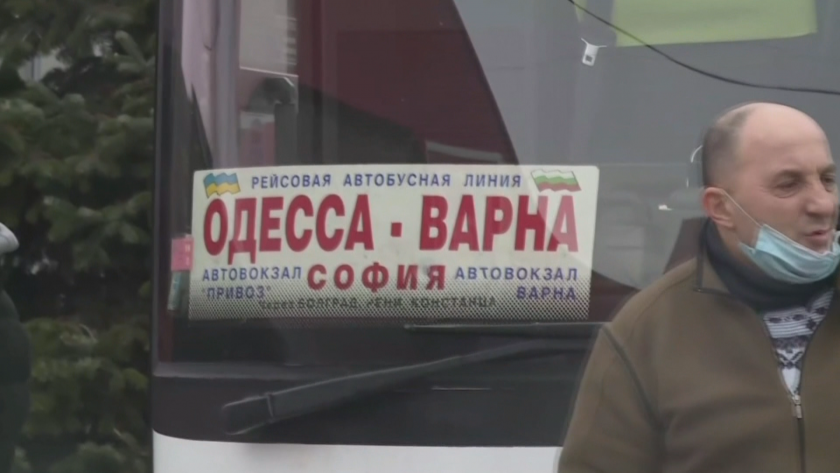 РЕЙСОВАЯ АВТОБУСНАЯ ЛИНИЯ
ОДЕССА - ВАРНА
АВТОВОКЗАЛ СОФИЯ АВТОВОКЗАЛ
"ПРИВОЗ" ВАРНА
Через БОЛГРАД, РЕНИ, КОНСТАНЦА